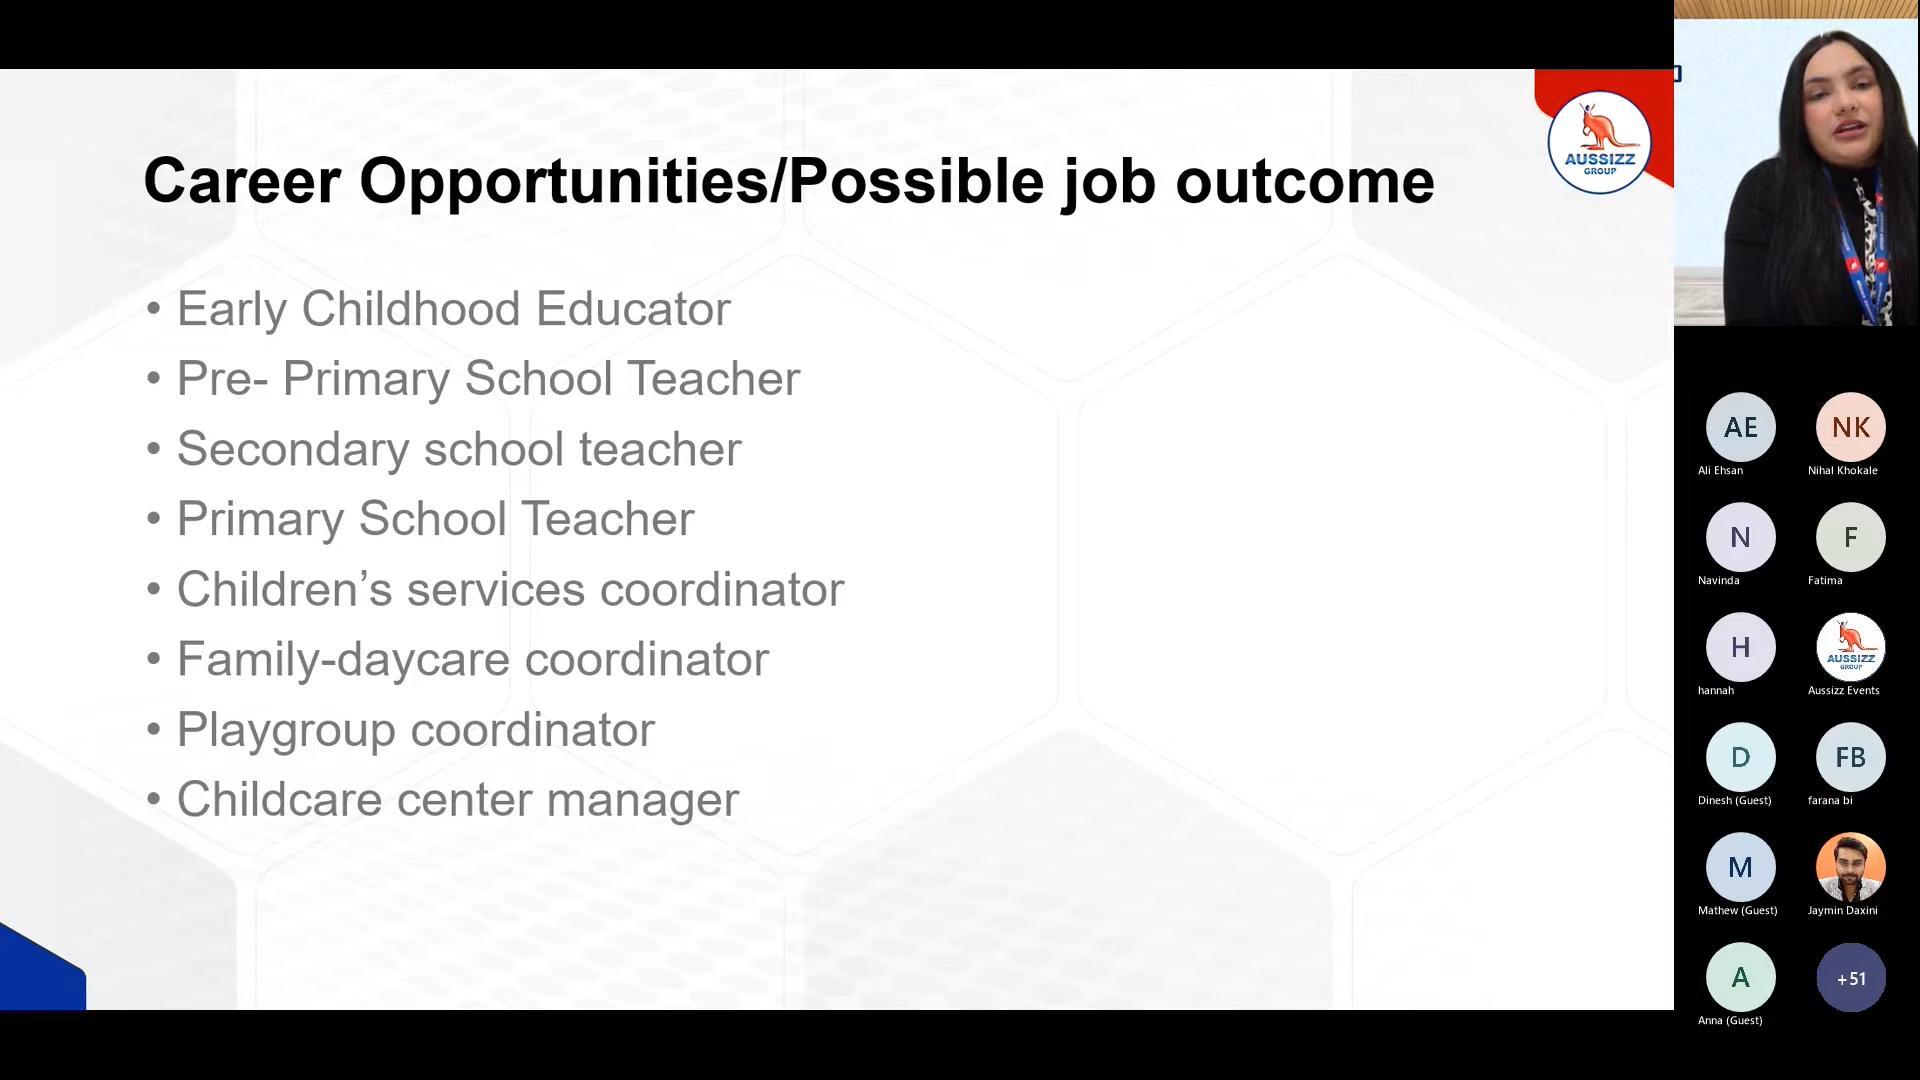 Career Opportunities/Possible job outcome
AUSSIZZ
GROUP
• Early Childhood Educator
• Pre- Primary School Teacher
• Secondary school teacher
• Primary School Teacher
• Children’s services coordinator
• Family-daycare coordinator
• Playgroup coordinator
• Childcare center manager
AE
Ali Ehsan
NK
Nihal Khokale
N
Navinda
F
Fatima
H
hannah
AUSSIZZ
GROUP
Aussizz Events
D
Dinesh (Guest)
FB
farana bi
M
Mathew (Guest)
Jaymin Daxini
A
Anna (Guest)
+51